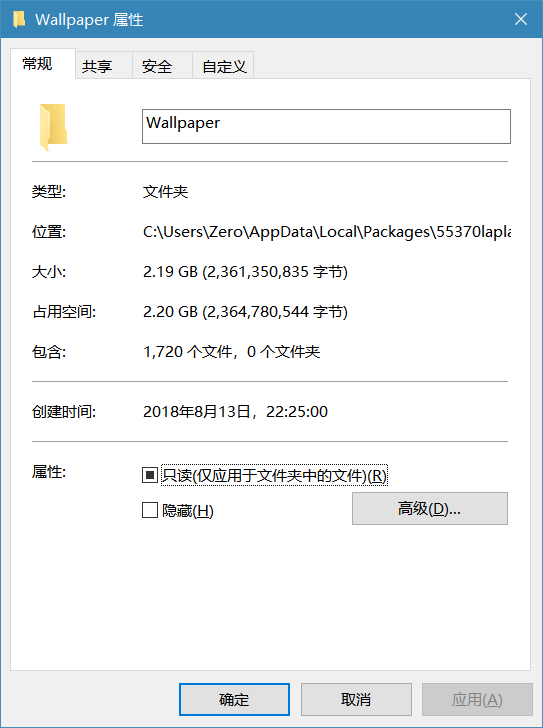 Wallpaper 属性
常规 共享 安全 自定义
Wallpaper
类型: 文件夹
位置: C:\Users\Zero\AppData\Local\Packages\55370lapla
大小: 2.19 GB (2,361,350,835 字节)
占用空间: 2.20 GB (2,364,780,544 字节)
包含: 1,720 个文件，0 个文件夹
创建时间: 2018年8月13日，22:25:00
属性: 只读(仅应用于文件夹中的文件)(R)
隐藏(H) 高级(D)...
确定 取消 应用(A)